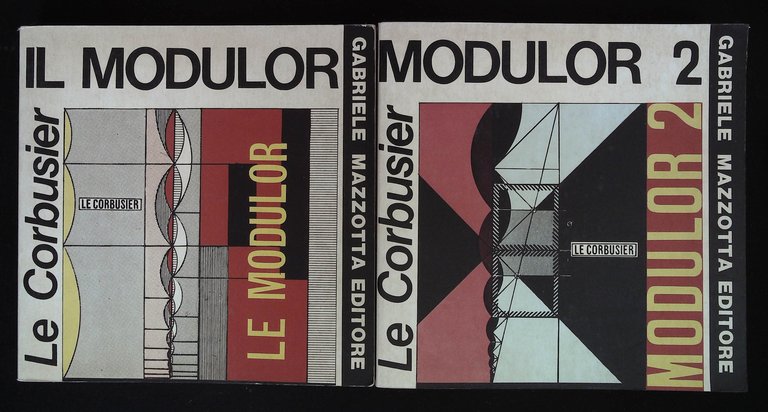 IL MODULOR
Le Corbusier
LE CORBUSIER
LE MODULOR
GABRIELE MAZZOTTA EDITORE
MODULOR 2
Le Corbusier
LE CORBUSIER
MODULOR 2
GABRIELE MAZZOTTA EDITORE